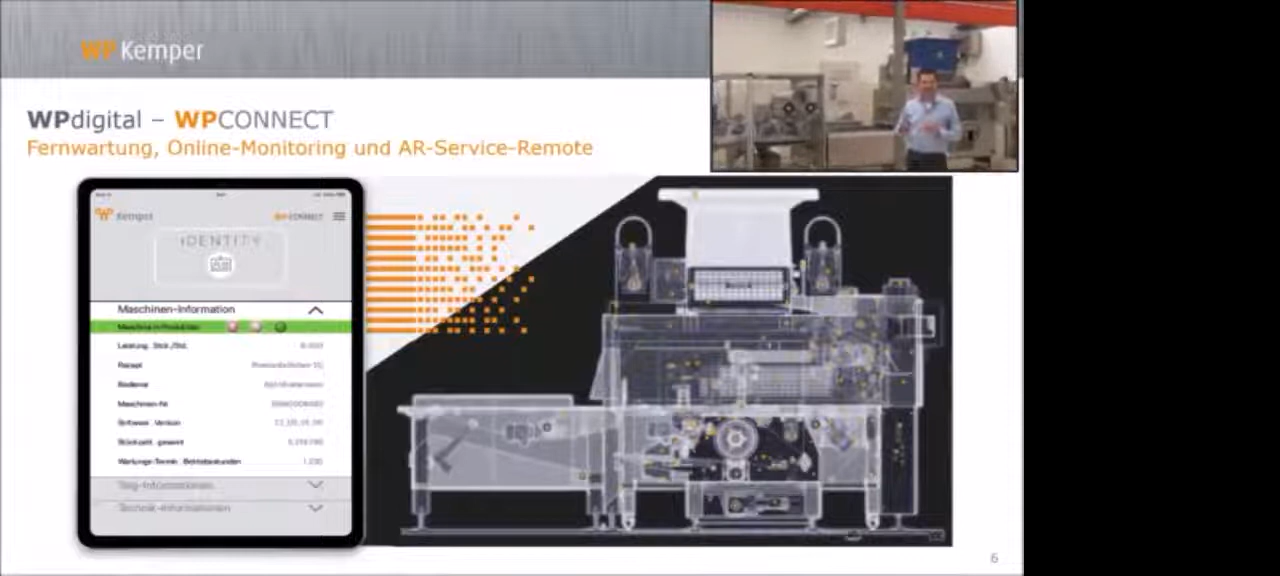 WP Kemper
WPdigital – WPCONNECT
Fernwartung, Online-Monitoring und AR-Service-Remote
WP Kemper WPCONNECT
IDENTITY
Maschinen-Information
Maschine in Produktion
Leistung Stck./Std.
Rezept
Bediener
Maschinen-Nr.
Software Version
Stückzahl gesamt
Wartungs-Termin Betriebsstunden
Tag-Informationen
Technik-Informationen
6